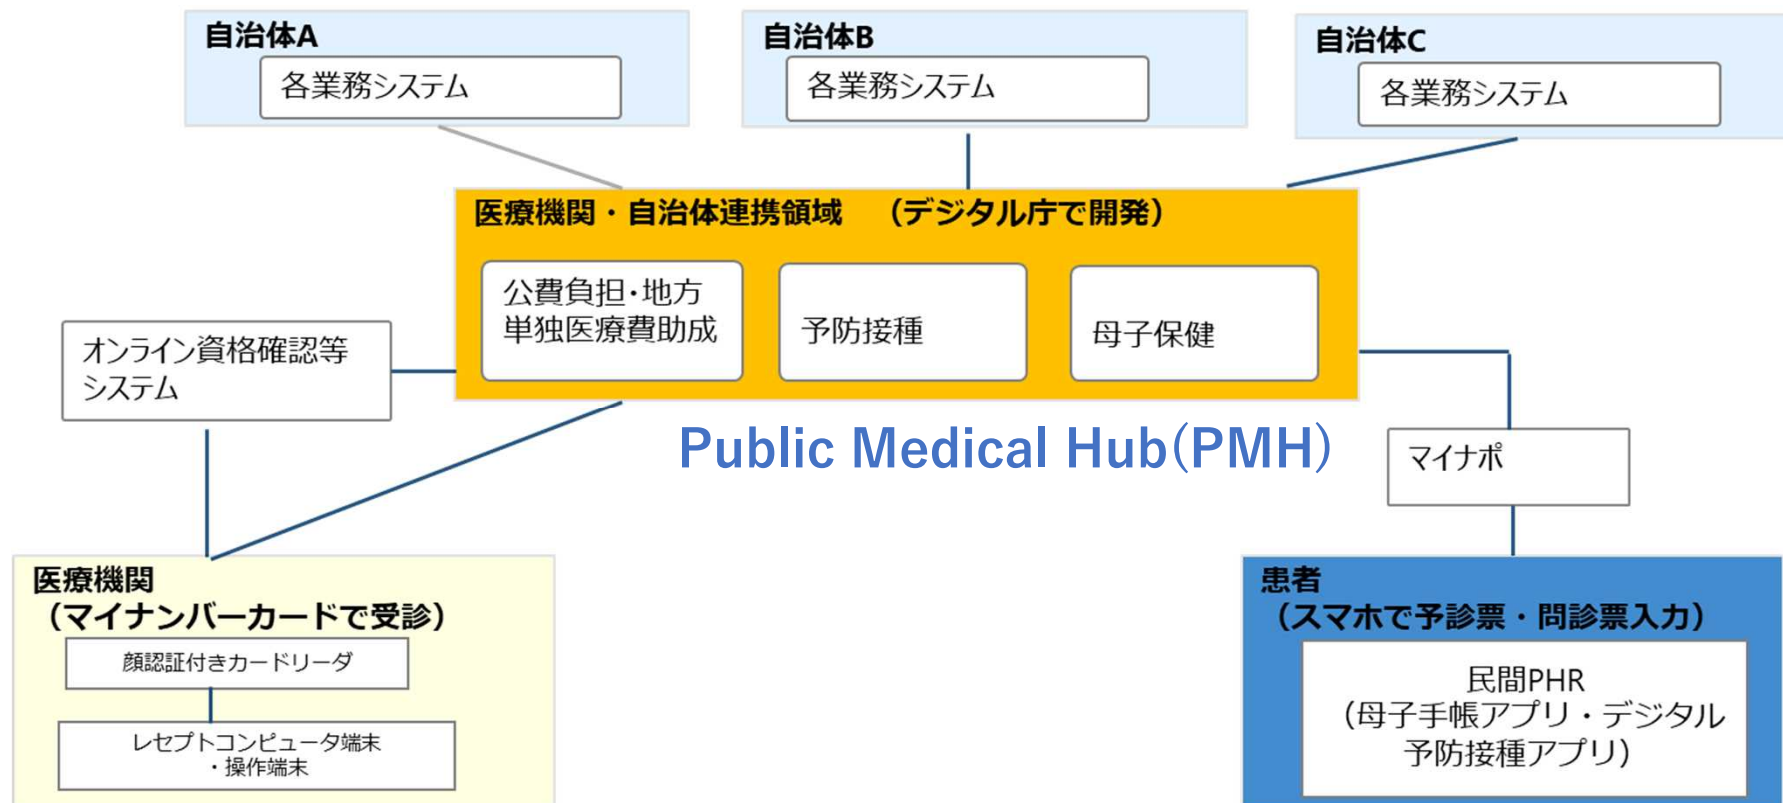 自治体A
各業務システム
自治体B
各業務システム
自治体C
各業務システム
医療機関・自治体連携領域　（デジタル庁で開発）
公費負担・地方
単独医療費助成
予防接種
母子保健
オンライン資格確認等
システム
Public Medical Hub(PMH)
マイナポ
医療機関
（マイナンバーカードで受診）
顔認証付きカードリーダ
レセプトコンピュータ端末
・操作端末
患者
（スマホで予診票・問診票入力）
民間PHR
（母子手帳アプリ・デジタル
予防接種アプリ）